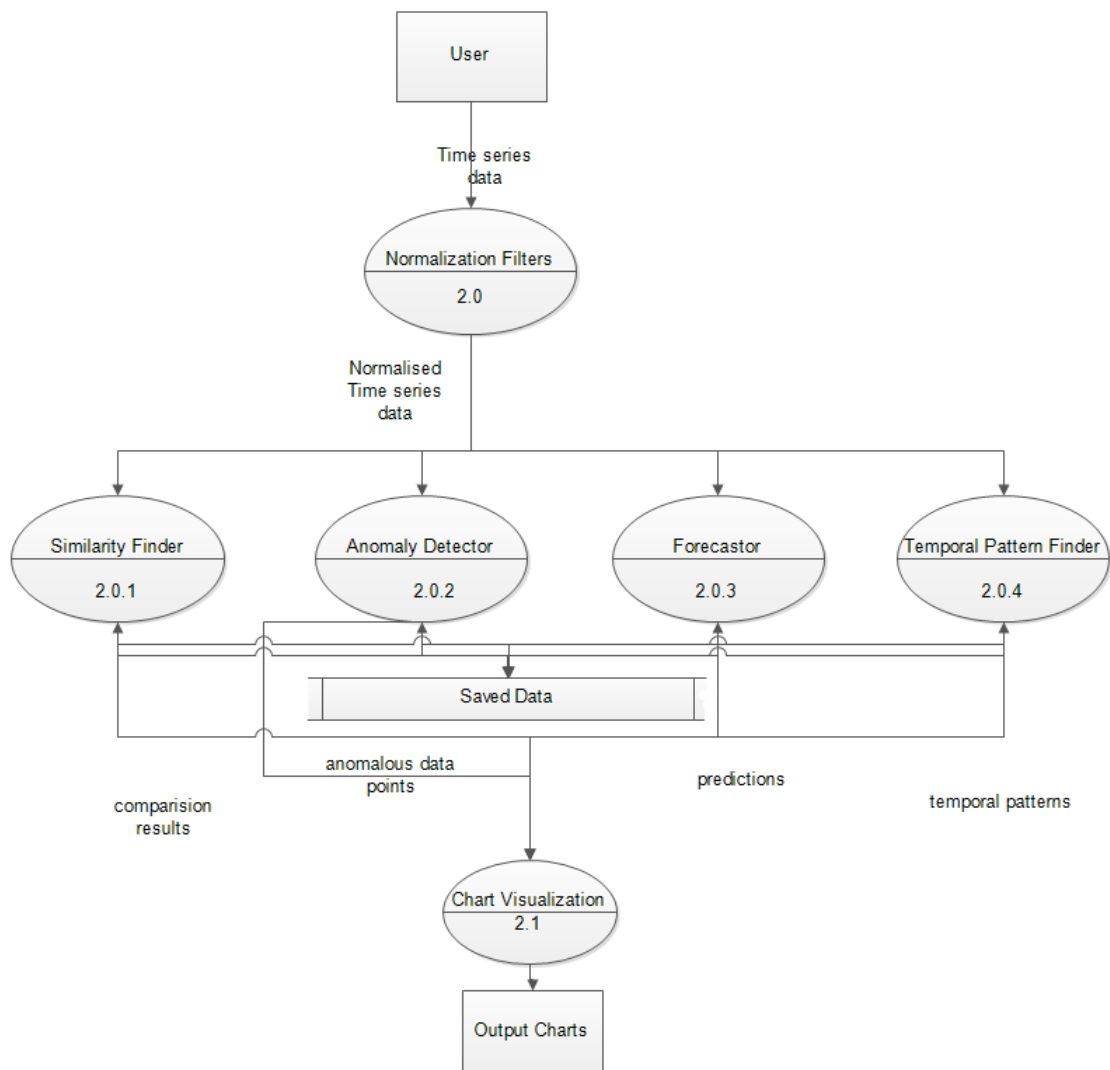 User
Time series
data
Normalization Filters
2.0
Normalised
Time series
data
Similarity Finder
2.0.1
Anomaly Detector
2.0.2
Forecastor
2.0.3
Temporal Pattern Finder
2.0.4
Saved Data
anomalous data
points
predictions
comparision
results
temporal patterns
Chart Visualization
2.1
Output Charts